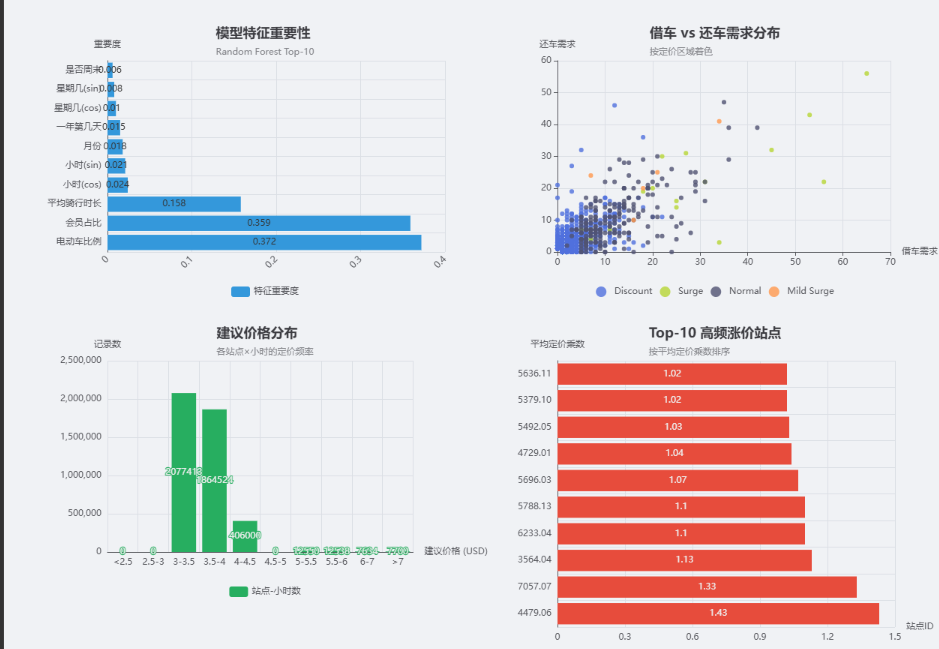 模型特征重要性
Random Forest Top-10
重要度
是否周末 0.006
星期几(sin) 0.008
星期几(cos) 0.01
一年第几天 0.015
月份 0.018
小时(sin) 0.021
小时(cos) 0.024
平均骑行时长 0.158
会员占比 0.359
电动车比例 0.372
0 0.1 0.2 0.3 0.4
特征重要度
借车 vs 还车需求分布
按定价区域着色
还车需求
60
50
40
30
20
10
0
0 10 20 30 40 50 60 70
借车需求
Discount Surge Normal Mild Surge
建议价格分布
各站点×小时的定价频率
记录数
2,500,000
2,000,000
1,500,000
1,000,000
500,000
0
0 0 1864524 406000 0 7709
<2.5 2.5-3 3-3.5 3.5-4 4-4.5 4.5-5 5-5.5 5.5-6 6-7 >7
建议价格 (USD)
站点-小时数
Top-10 高频涨价站点
按平均定价乘数排序
平均定价乘数
5636.11 1.02
5379.10 1.02
5492.05 1.03
4729.01 1.04
5696.03 1.07
5788.13 1.1
6233.04 1.1
3564.04 1.13
7057.07 1.33
4479.06 1.43
0 0.3 0.6 0.9 1.2 1.5
站点ID